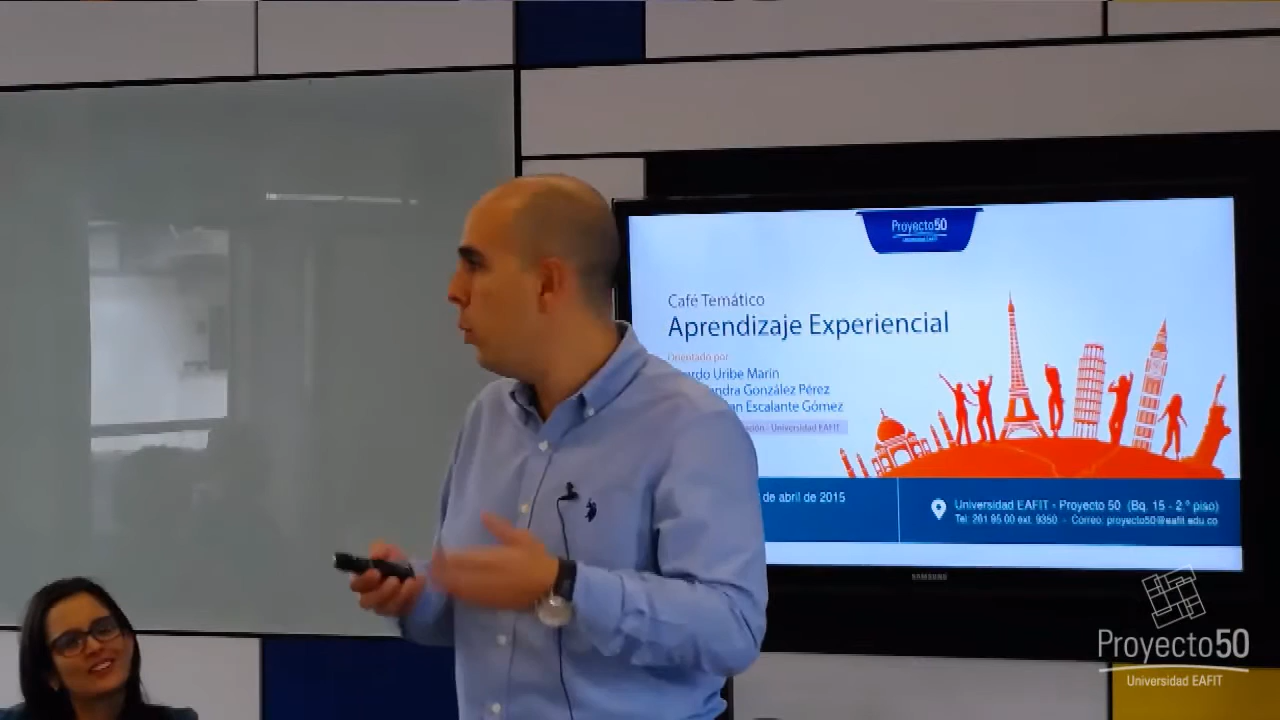 Proyecto50
Universidad EAFIT
Café Temático
Aprendizaje Experiencial
Orientado por
Uribe Marín
González Pérez
Escalante Gómez
Universidad EAFIT
de abril de 2015
Universidad EAFIT - Proyecto 50 (Bq. 15 - 2.º piso)
Tel: 261 95 00 ext. 9350 - Correo: proyecto50@eafit.edu.co
SAMSUNG
Proyecto50
Universidad EAFIT